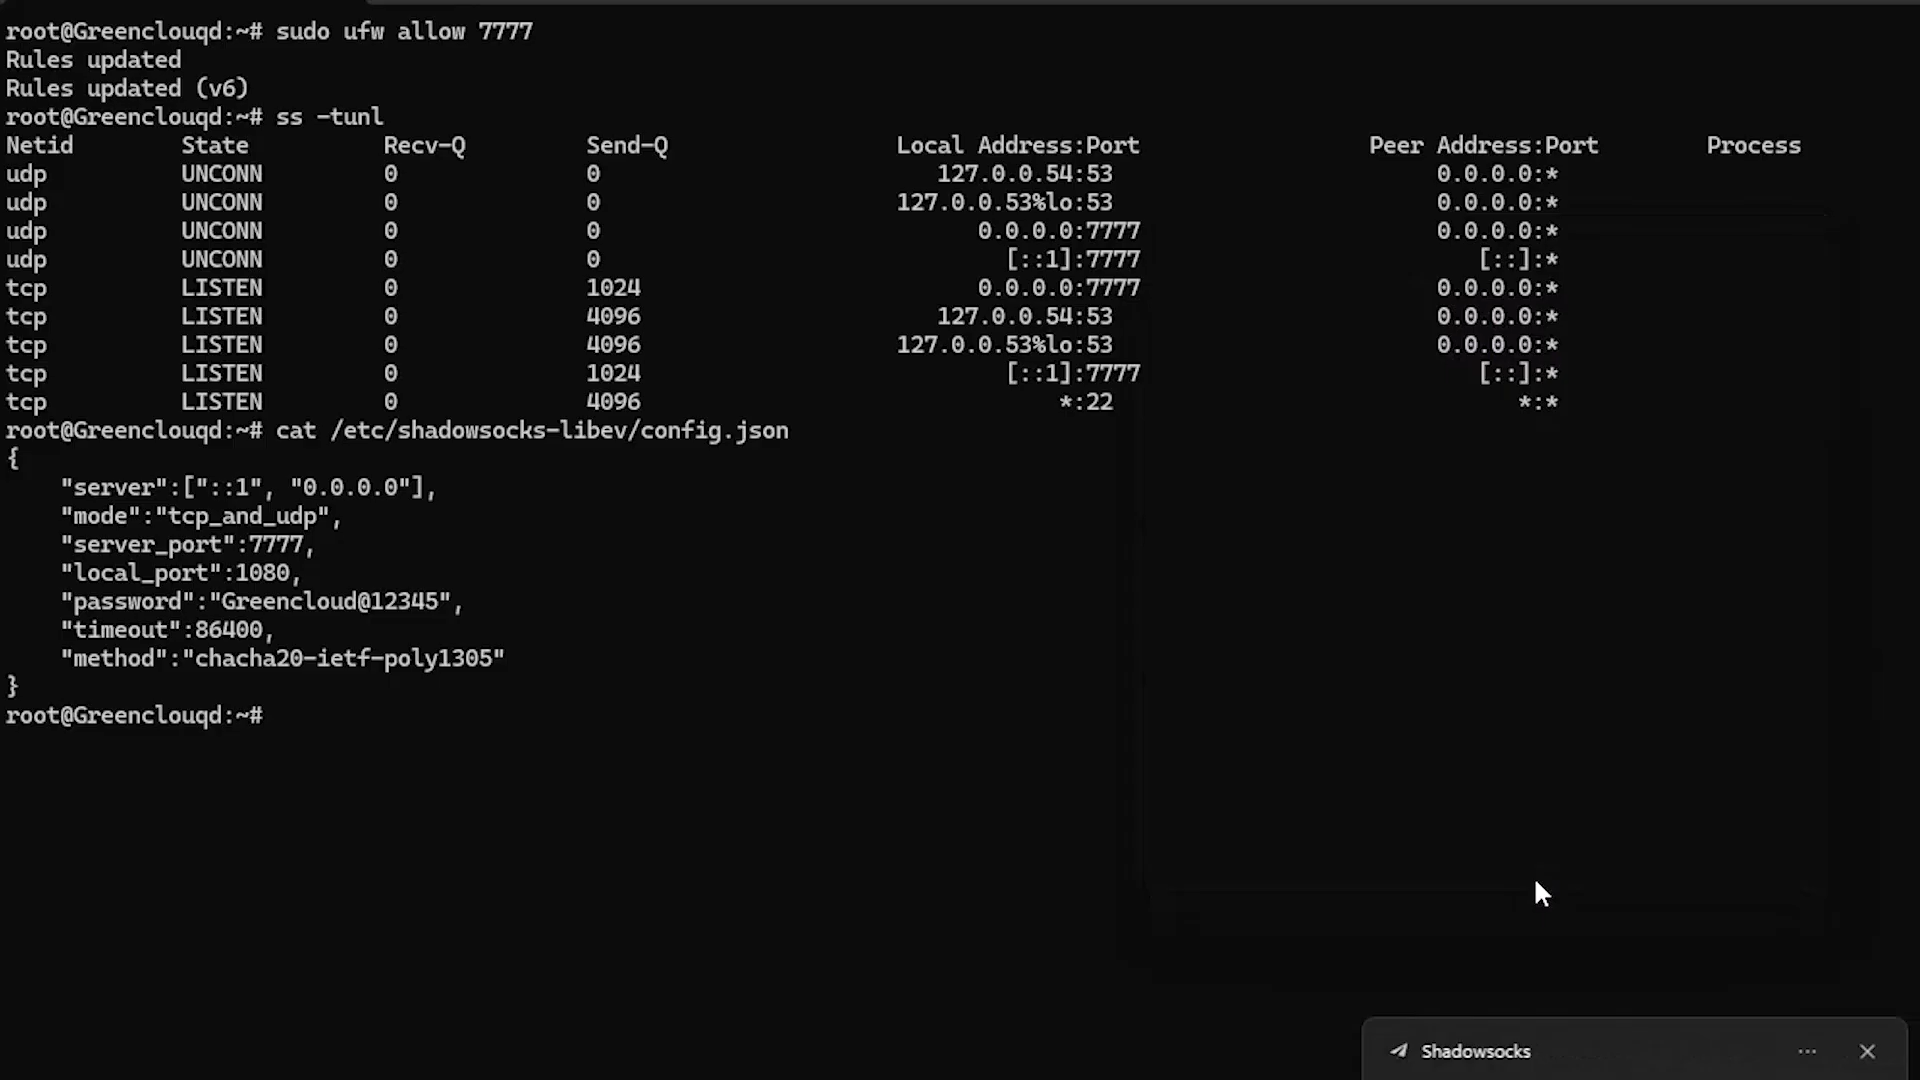 root@Greenclouqd:~# sudo ufw allow 7777
Rules updated
Rules updated (v6)
root@Greenclouqd:~# ss -tunl
Netid State Recv-Q Send-Q Local Address:Port Peer Address:Port Process
udp UNCONN 0 0 127.0.0.54:53 0.0.0.0:*
udp UNCONN 0 0 127.0.0.53%lo:53 0.0.0.0:*
udp UNCONN 0 0 0.0.0.0:7777 0.0.0.0:*
udp UNCONN 0 0 [::1]:7777 [::]:*
tcp LISTEN 0 1024 0.0.0.0:7777 0.0.0.0:*
tcp LISTEN 0 4096 127.0.0.54:53 0.0.0.0:*
tcp LISTEN 0 4096 127.0.0.53%lo:53 0.0.0.0:*
tcp LISTEN 0 1024 [::1]:7777 [::]:*
tcp LISTEN 0 4096 *:22 *:*
root@Greenclouqd:~# cat /etc/shadowsocks-libev/config.json
{
    "server":["::1", "0.0.0.0"],
    "mode":"tcp_and_udp",
    "server_port":7777,
    "local_port":1080,
    "password":"Greencloud@12345",
    "timeout":86400,
    "method":"chacha20-ietf-poly1305"
}
root@Greenclouqd:~#
Shadowsocks